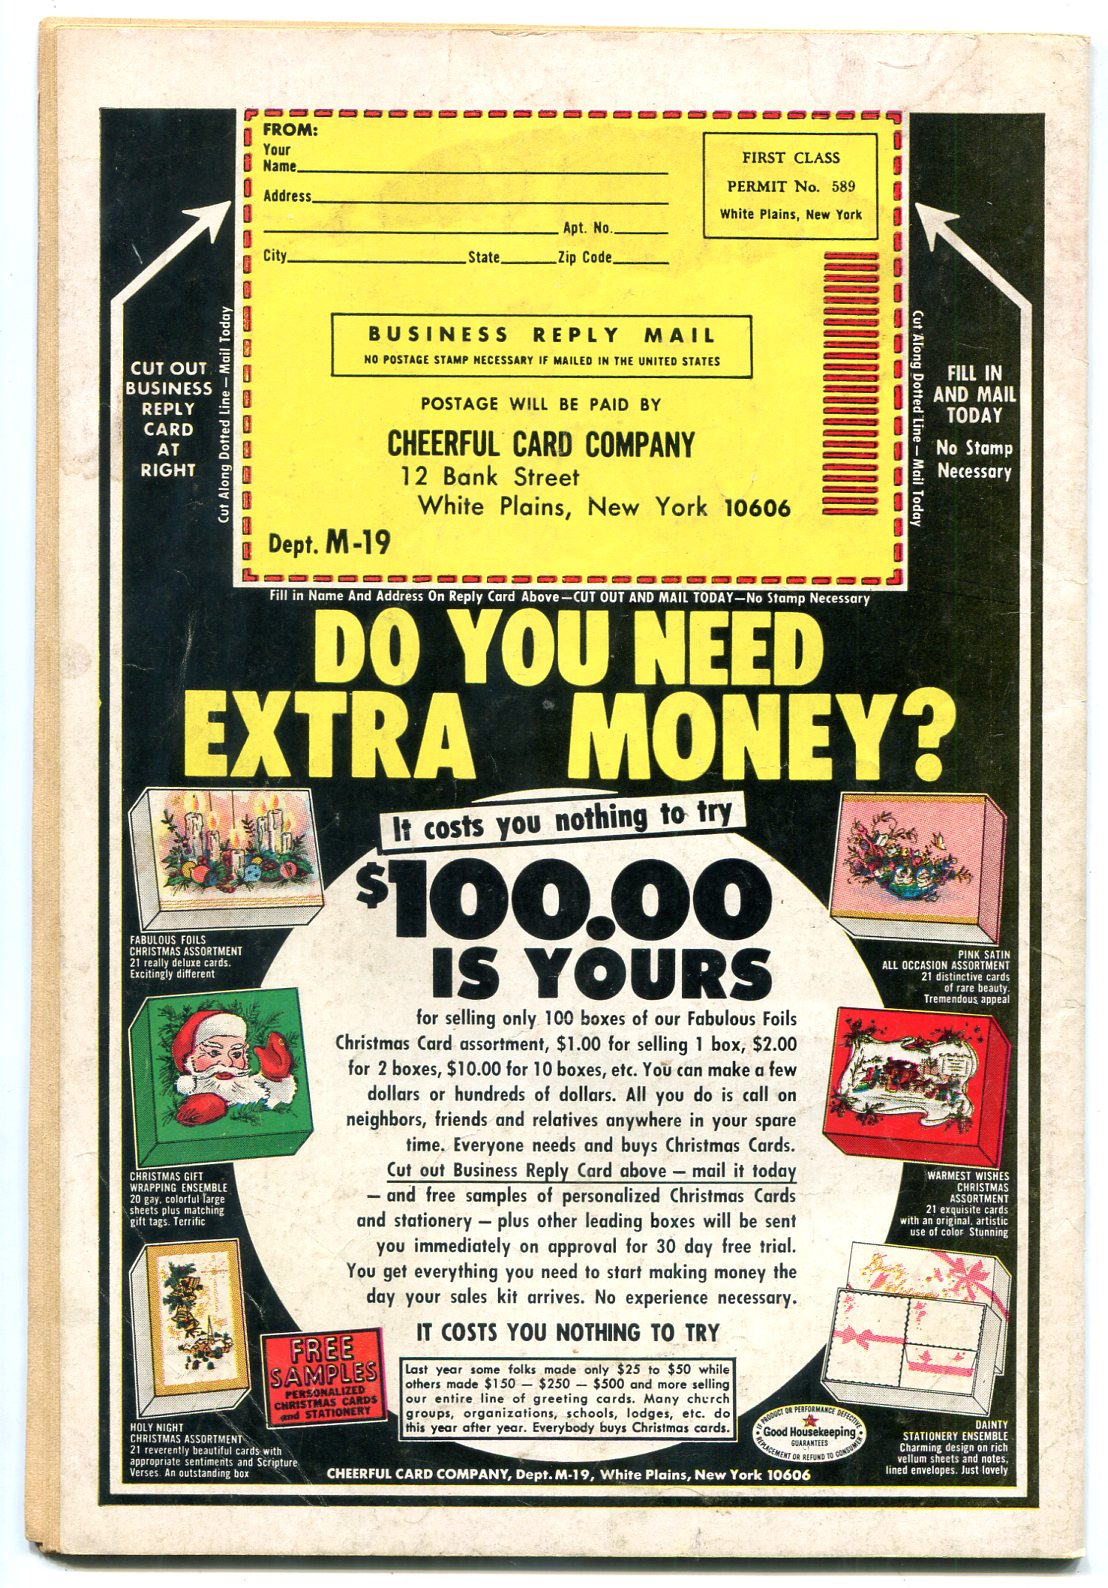 FROM:
Your
Name
Address
Apt. No.
City State Zip Code
FIRST CLASS
PERMIT No. 589
White Plains, New York
BUSINESS REPLY MAIL
NO POSTAGE STAMP NECESSARY IF MAILED IN THE UNITED STATES
POSTAGE WILL BE PAID BY
CHEERFUL CARD COMPANY
12 Bank Street
White Plains, New York 10606
Dept. M-19
CUT OUT
BUSINESS
REPLY
CARD
AT
RIGHT
Cut Along Dotted Line — Mail Today
Cut Along Dotted Line — Mail Today
FILL IN
AND MAIL
TODAY
No Stamp
Necessary
Fill in Name And Address On Reply Card Above—CUT OUT AND MAIL TODAY—No Stamp Necessary
DO YOU NEED
EXTRA MONEY?
It costs you nothing to try
$100.00
IS YOURS
for selling only 100 boxes of our Fabulous Foils
Christmas Card assortment, $1.00 for selling 1 box, $2.00
for 2 boxes, $10.00 for 10 boxes, etc. You can make a few
dollars or hundreds of dollars. All you do is call on
neighbors, friends and relatives anywhere in your spare
time. Everyone needs and buys Christmas Cards.
Cut out Business Reply Card above — mail it today
— and free samples of personalized Christmas Cards
and stationery — plus other leading boxes will be sent
you immediately on approval for 30 day free trial.
You get everything you need to start making money the
day your sales kit arrives. No experience necessary.
IT COSTS YOU NOTHING TO TRY
Last year some folks made only $25 to $50 while
others made $150 — $250 — $500 and more selling
our entire line of greeting cards. Many church
groups, organizations, schools, lodges, etc. do
this year after year. Everybody buys Christmas cards.
FABULOUS FOILS
CHRISTMAS ASSORTMENT
21 really deluxe cards.
Excitingly different
CHRISTMAS GIFT
WRAPPING ENSEMBLE
20 gay, colorful large
sheets plus matching
gift tags. Terrific
HOLY NIGHT
CHRISTMAS ASSORTMENT
21 reverently beautiful cards with
appropriate sentiments and Scripture
Verses. An outstanding box
FREE
SAMPLES
PERSONALIZED
CHRISTMAS CARDS
and STATIONERY
PINK SATIN
ALL OCCASION ASSORTMENT
21 distinctive cards
of rare beauty.
Tremendous appeal
WARMEST WISHES
CHRISTMAS
ASSORTMENT
21 exquisite cards
with an original, artistic
use of color Stunning
DAINTY
STATIONERY ENSEMBLE
Charming design on rich
vellum sheets and notes,
lined envelopes. Just lovely
IF PRODUCT OR PERFORMANCE DEFECTIVE
Good Housekeeping
GUARANTEES
REPLACEMENT OR REFUND TO CONSUMER
CHEERFUL CARD COMPANY, Dept. M-19, White Plains, New York 10606